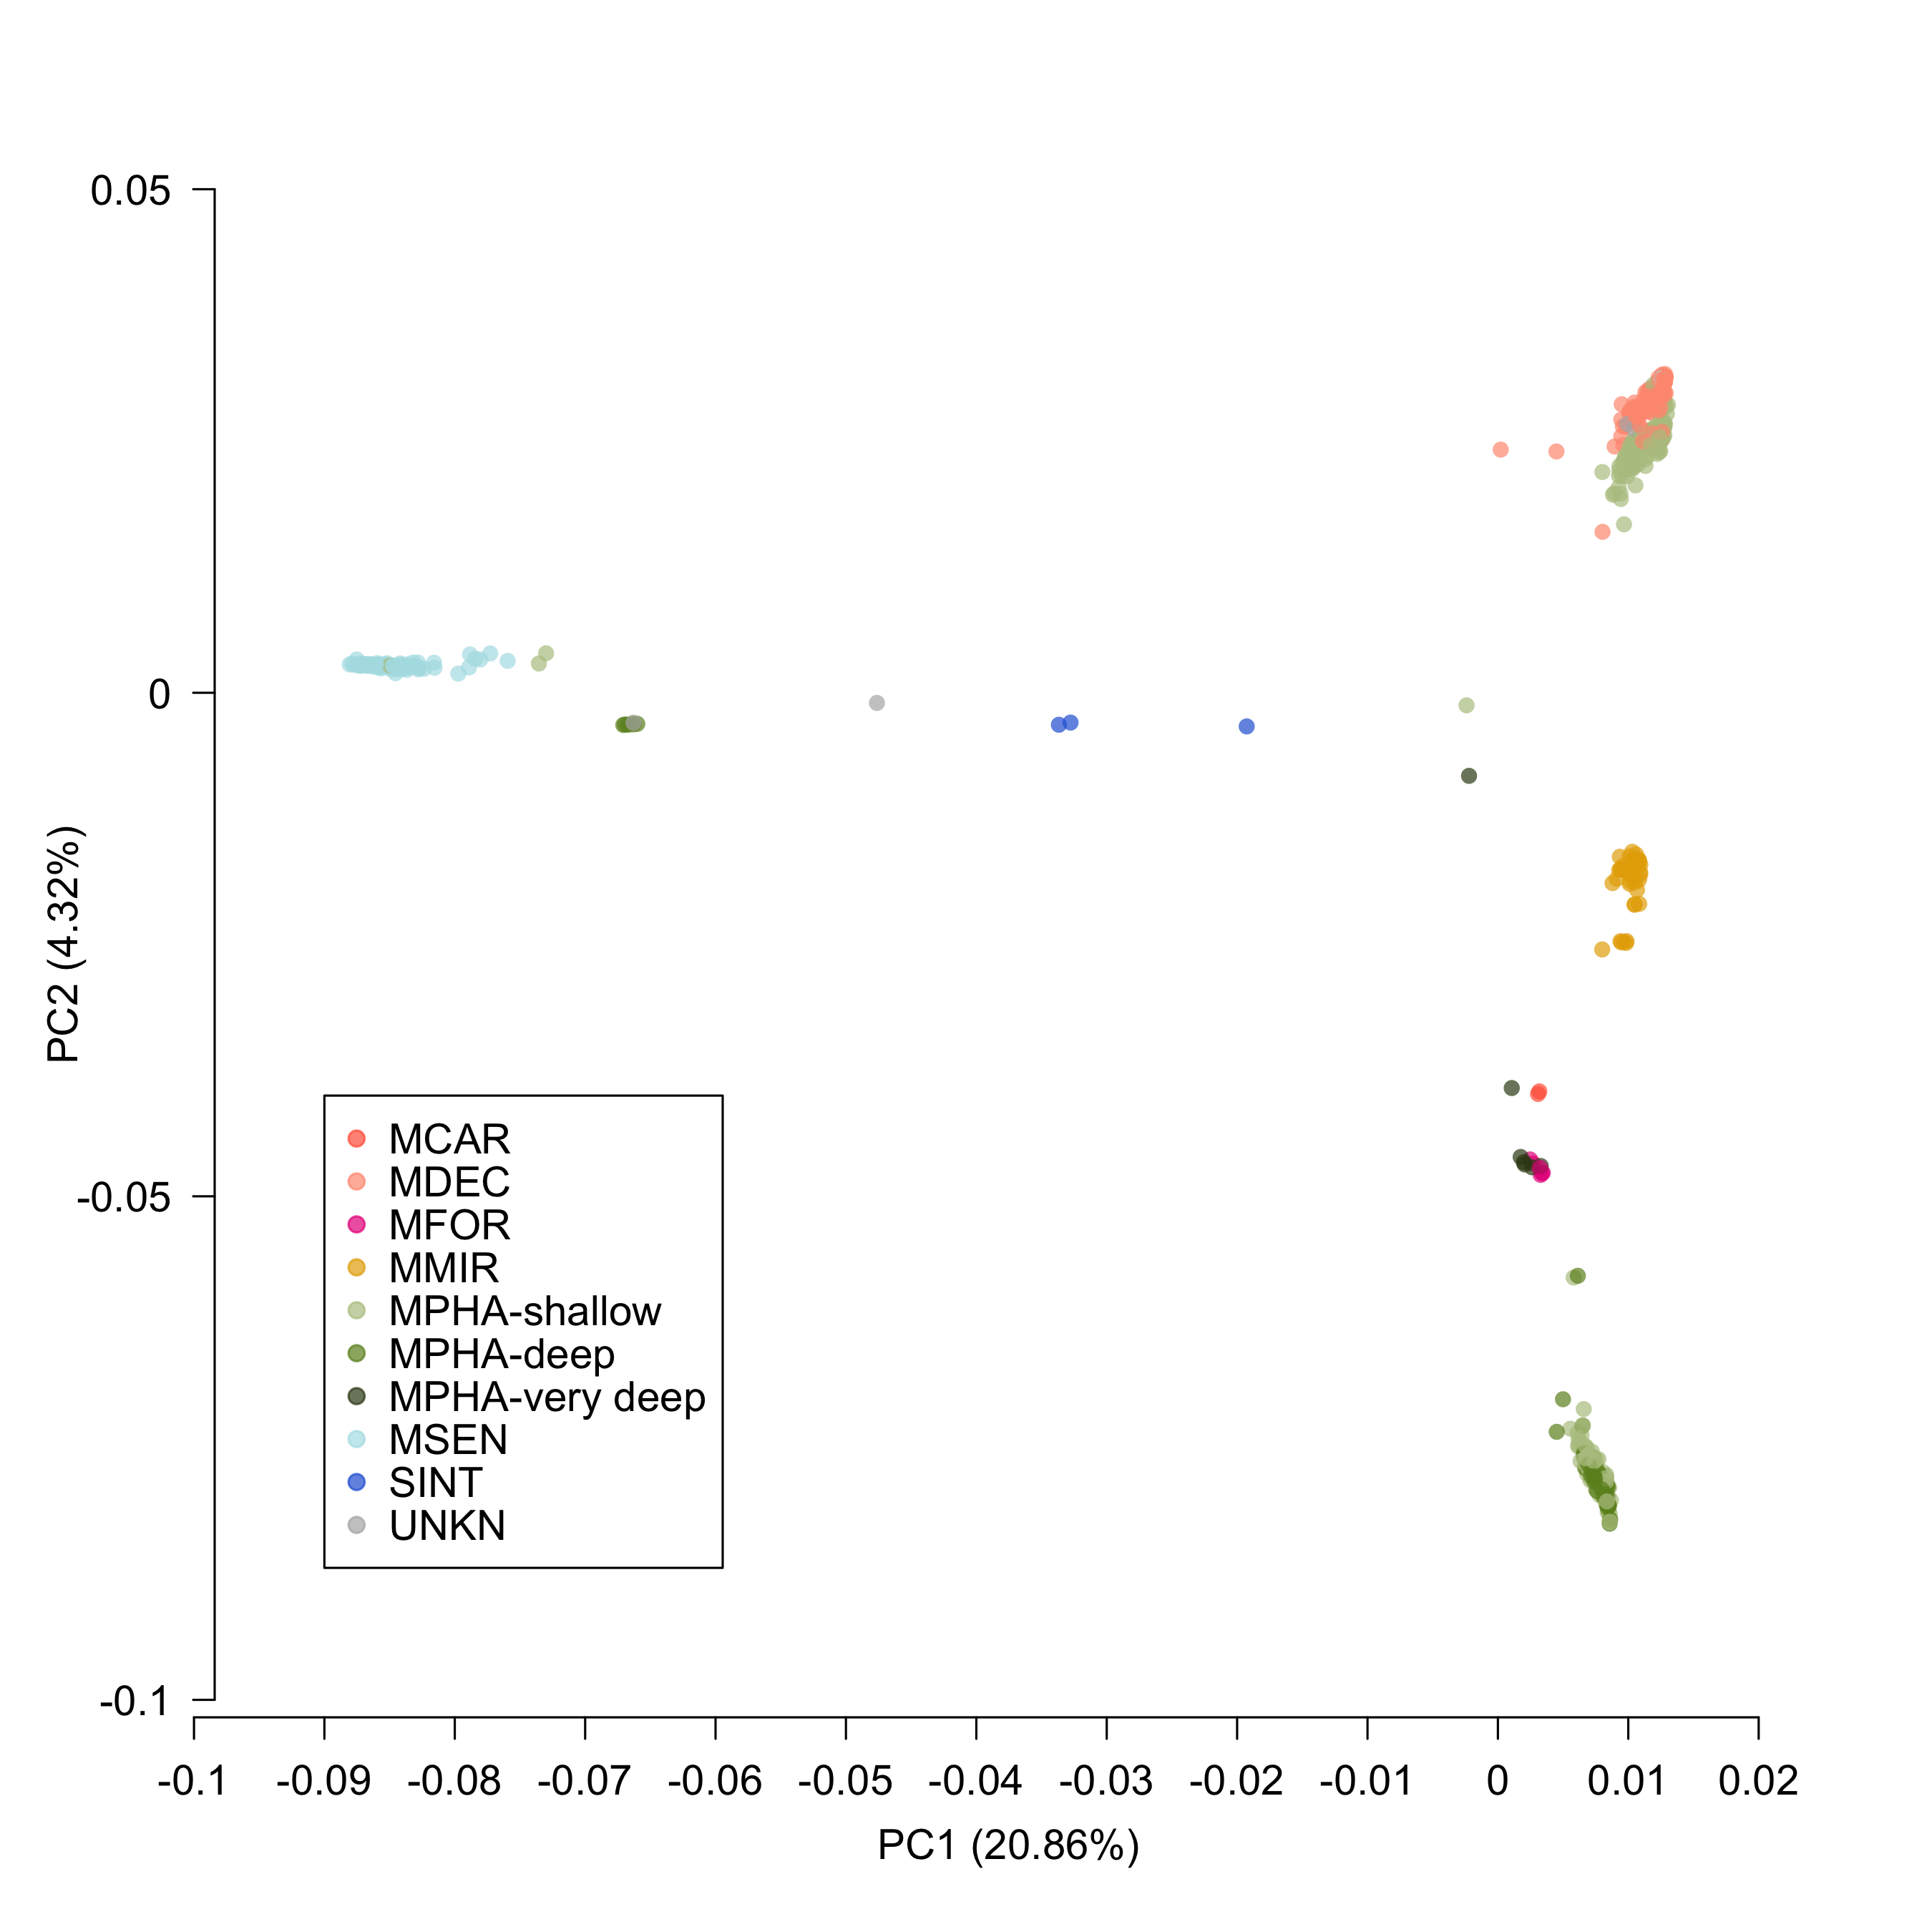 0.05
0
-0.05
-0.1
PC2 (4.32%)
MCAR
MDEC
MFOR
MMIR
MPHA-shallow
MPHA-deep
MPHA-very deep
MSEN
SINT
UNKN
-0.1 -0.09 -0.08 -0.07 -0.06 -0.05 -0.04 -0.03 -0.02 -0.01 0 0.01 0.02
PC1 (20.86%)